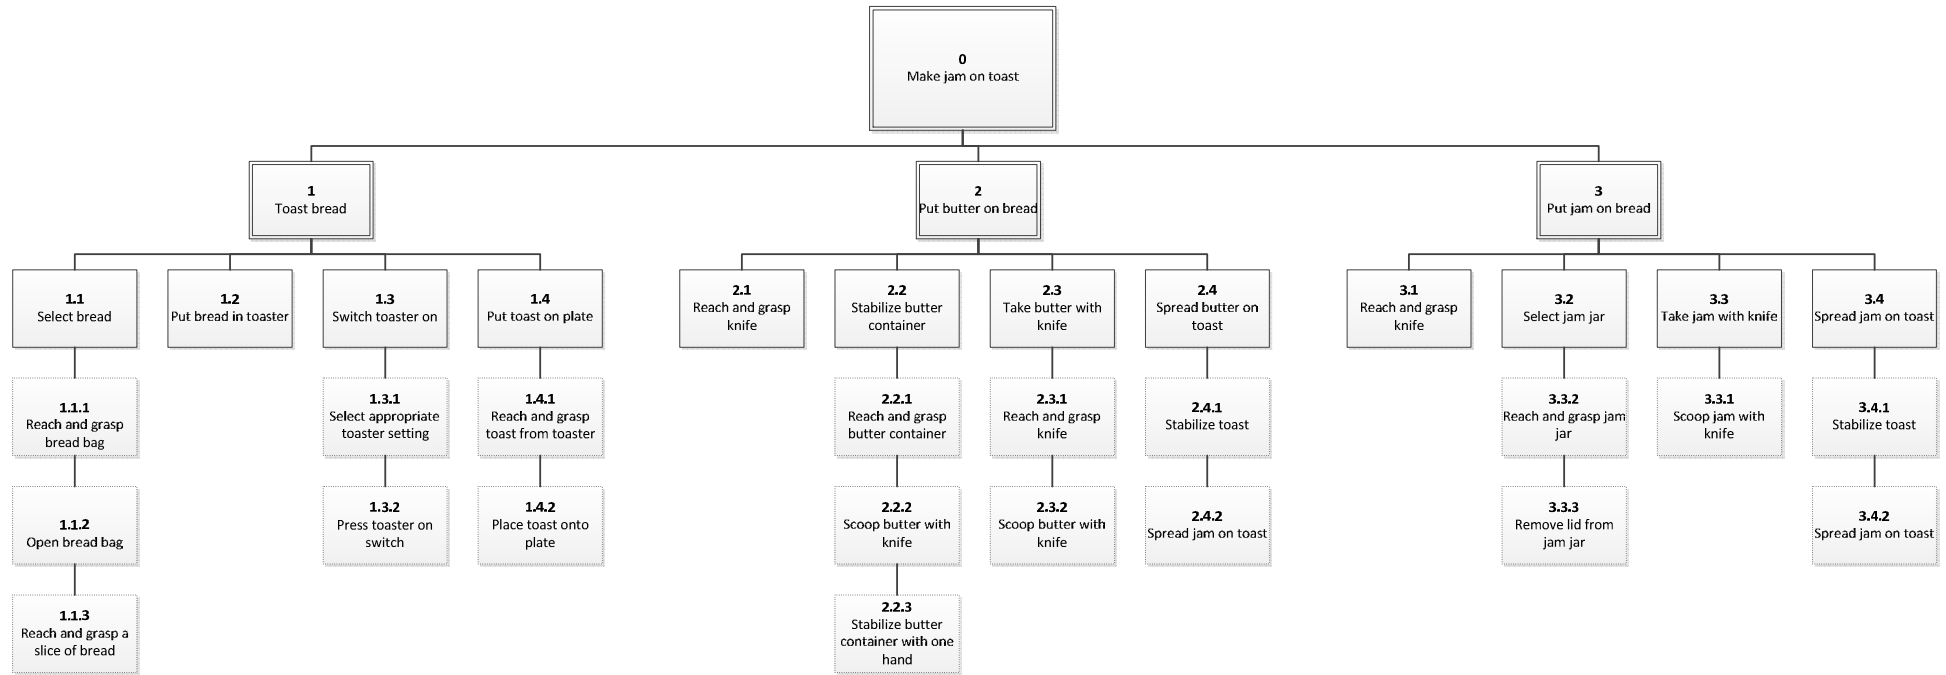 0
Make jam on toast
1
Toast bread
2
Put butter on bread
3
Put jam on bread
1.1
Select bread
1.2
Put bread in toaster
1.3
Switch toaster on
1.4
Put toast on plate
2.1
Reach and grasp
knife
2.2
Stabilize butter
container
2.3
Take butter with
knife
2.4
Spread butter on
toast
3.1
Reach and grasp
knife
3.2
Select jam jar
3.3
Take jam with knife
3.4
Spread jam on toast
1.1.1
Reach and grasp
bread bag
1.3.1
Select appropriate
toaster setting
1.4.1
Reach and grasp
toast from toaster
2.2.1
Reach and grasp
butter container
2.3.1
Reach and grasp
knife
2.4.1
Stabilize toast
3.3.2
Reach and grasp jam
jar
3.3.1
Scoop jam with
knife
3.4.1
Stabilize toast
1.1.2
Open bread bag
1.3.2
Press toaster on
switch
1.4.2
Place toast onto
plate
2.2.2
Scoop butter with
knife
2.3.2
Scoop butter with
knife
2.4.2
Spread jam on toast
3.3.3
Remove lid from
jam jar
3.4.2
Spread jam on toast
1.1.3
Reach and grasp a
slice of bread
2.2.3
Stabilize butter
container with one
hand